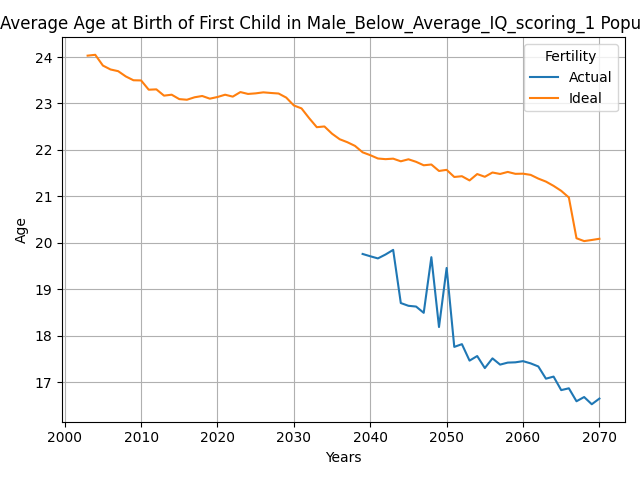 Average Age at Birth of First Child in Male_Below_Average_IQ_scoring_1 Popu
Fertility
Actual
Ideal
Age
24
23
22
21
20
19
18
17
2000 2010 2020 2030 2040 2050 2060 2070
Years